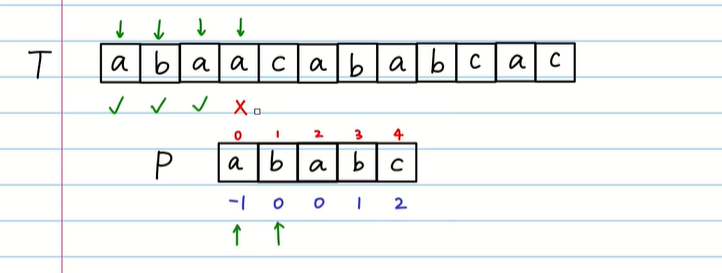 ↓ ↓ ↓ ↓
T a b a a c a b a b c a c
✓ ✓ ✓ x
0 1 2 3 4
P a b a b c
-1 0 0 1 2
↑ ↑